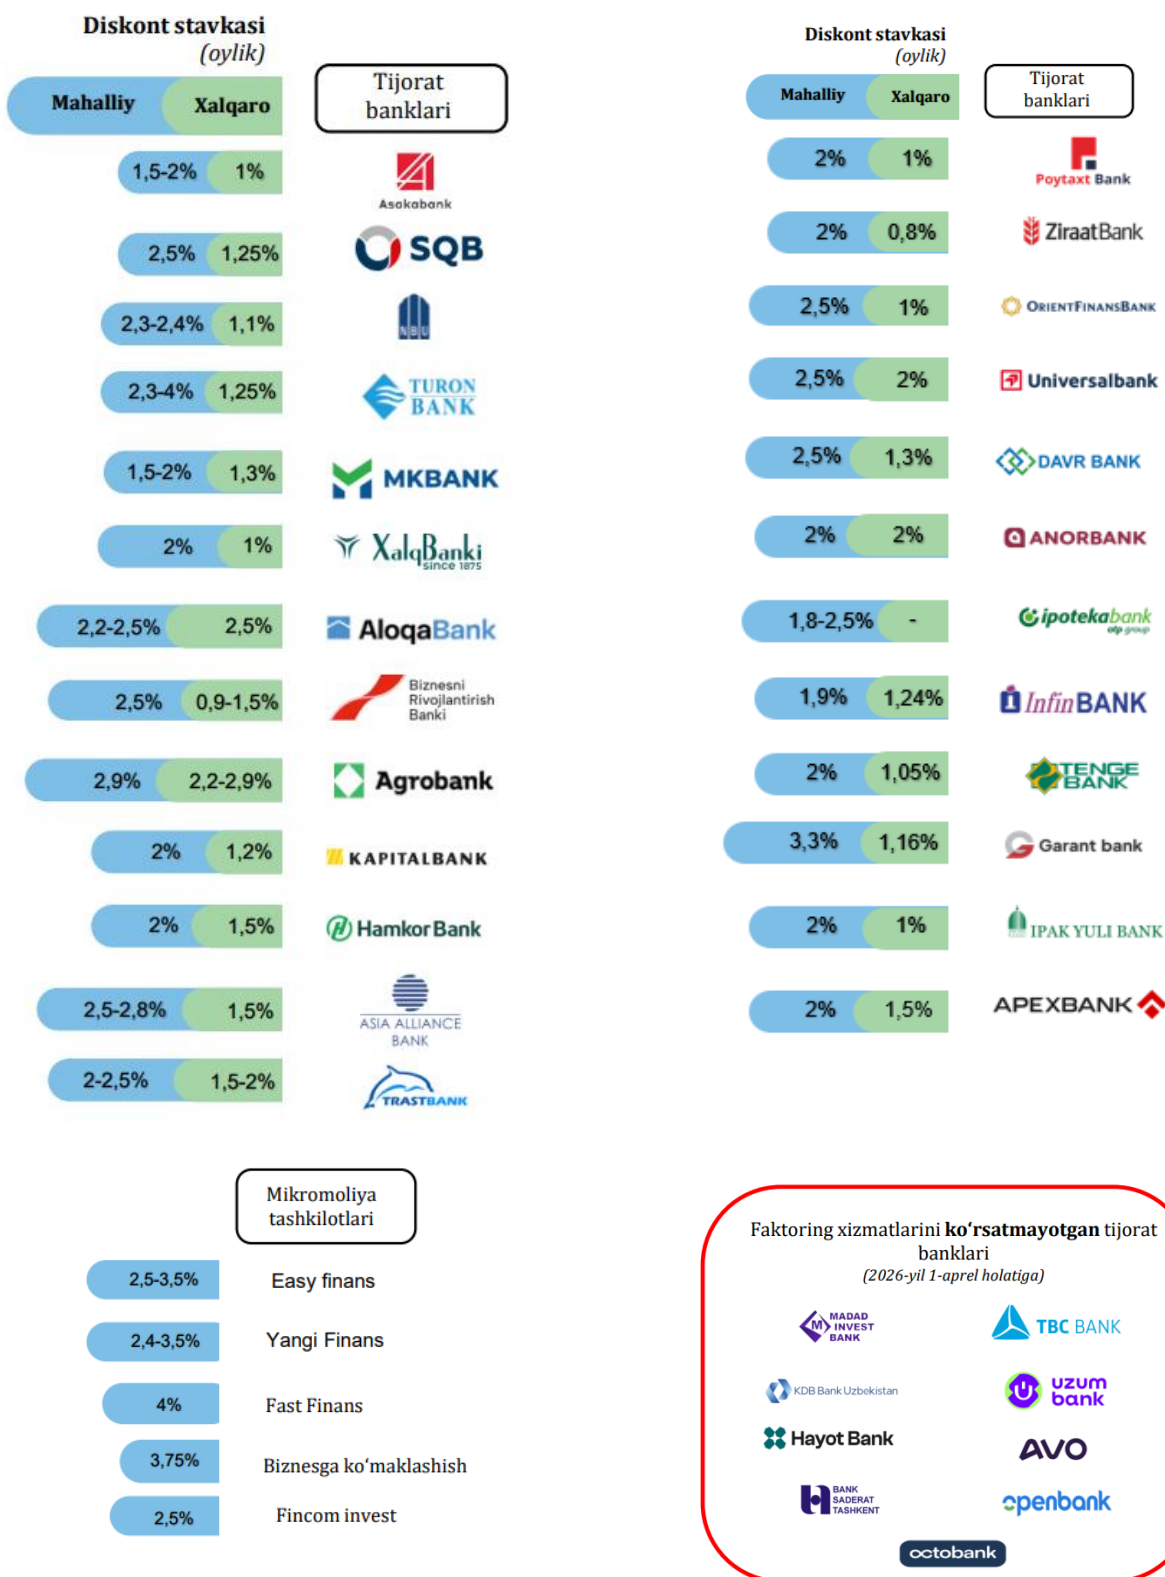 Diskont stavkasi
(oylik)
Mahalliy
Xalqaro
Tijorat
banklari
1,5-2%
1%
Asakabank
2,5%
1,25%
SQB
2,3-2,4%
1,1%
NBU
2,3-4%
1,25%
TURON
BANK
1,5-2%
1,3%
MKBANK
2%
1%
XalqBanki
since 1875
2,2-2,5%
2,5%
AloqaBank
2,5%
0,9-1,5%
Biznesni
Rivojlantirish
Banki
2,9%
2,2-2,9%
Agrobank
2%
1,2%
KAPITALBANK
2%
1,5%
HamkorBank
2,5-2,8%
1,5%
ASIA ALLIANCE
BANK
2-2,5%
1,5-2%
TRASTBANK
Diskont stavkasi
(oylik)
Mahalliy
Xalqaro
Tijorat
banklari
2%
1%
Poytaxt Bank
2%
0,8%
ZiraatBank
2,5%
1%
ORIENTFINANSBANK
2,5%
2%
Universalbank
2,5%
1,3%
DAVR BANK
2%
2%
ANORBANK
1,8-2,5%
-
ipotekabank
otp group
1,9%
1,24%
InfinBANK
2%
1,05%
TENGE
BANK
3,3%
1,16%
Garant bank
2%
1%
IPAK YULI BANK
2%
1,5%
APEXBANK
Mikromoliya
tashkilotlari
2,5-3,5%
Easy finans
2,4-3,5%
Yangi Finans
4%
Fast Finans
3,75%
Biznesga ko‘maklashish
2,5%
Fincom invest
Faktoring xizmatlarini ko‘rsatmayotgan tijorat
banklari
(2026-yil 1-aprel holatiga)
M
MADAD
INVEST
BANK
TBC BANK
KDB Bank Uzbekistan
uzum
bank
Hayot Bank
AVO
BANK
SADERAT
TASHKENT
openbank
octobank